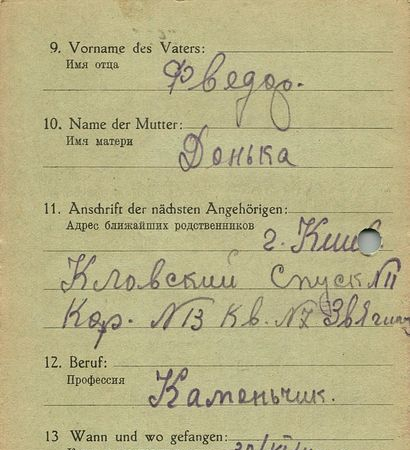 9. Vorname des Vaters:
Имя отца
Фведор.
10. Name der Mutter:
Имя матери
Донька
11. Anschrift der nächsten Angehörigen:
Адрес ближайших родственников
г. Киев
Кловский Спуск №11
Кор. №13 Кв. №7
12. Beruf:
Профессия
Каменьчик.
13 Wann und wo gefangen: